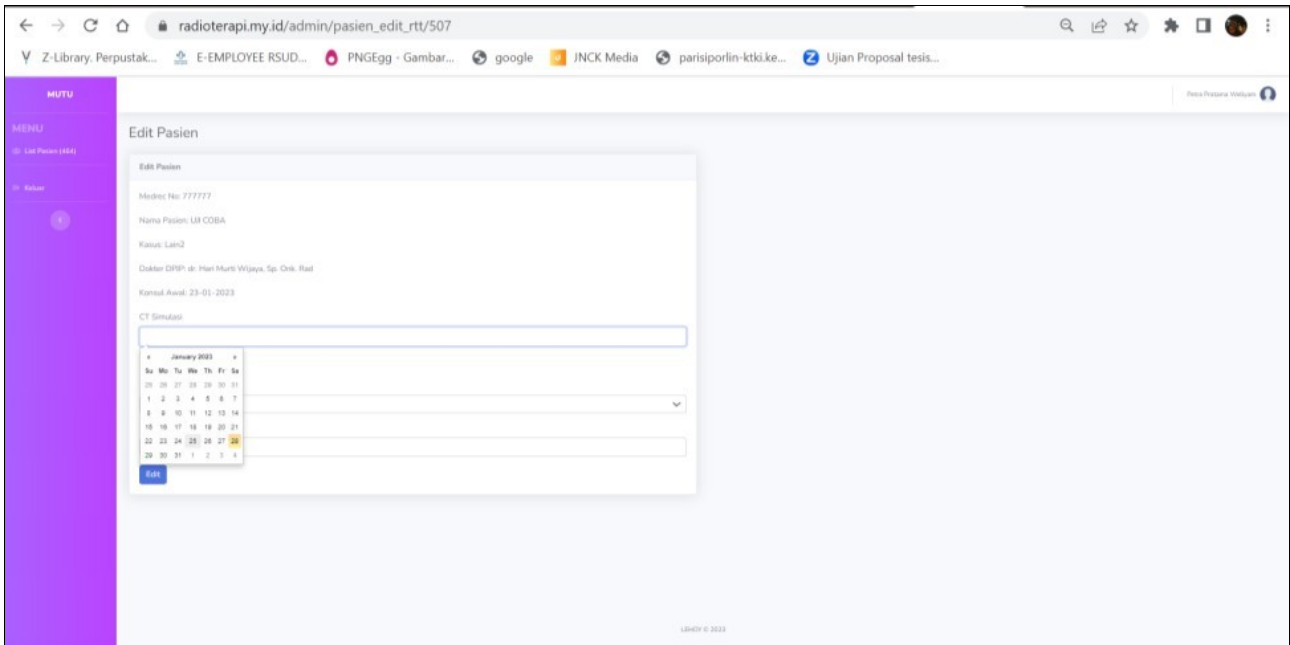 radioterapi.my.id/admin/pasien_edit_rtt/507
Z-Library. Perpustak... E-EMPLOYEE RSUD... PNGEgg - Gambar... google JNCK Media parisiporlin-ktki.ke... Ujian Proposal tesis...
MUTU
MENU
List Pasien (464)
Keluar
Edit Pasien
Edit Pasien
Medrec No: 777777
Nama Pasien: UJI COBA
Kasus: Lain2
Dokter DPJP: dr. Hari Murti Wijaya, Sp. Onk. Rad
Konsul Awal: 23-01-2023
CT Simulasi
« January 2023 »
Su Mo Tu We Th Fr Sa
25 26 27 28 29 30 31
1 2 3 4 5 6 7
8 9 10 11 12 13 14
15 16 17 18 19 20 21
22 23 24 25 26 27 28
29 30 31 1 2 3 4
Edit
© 2023